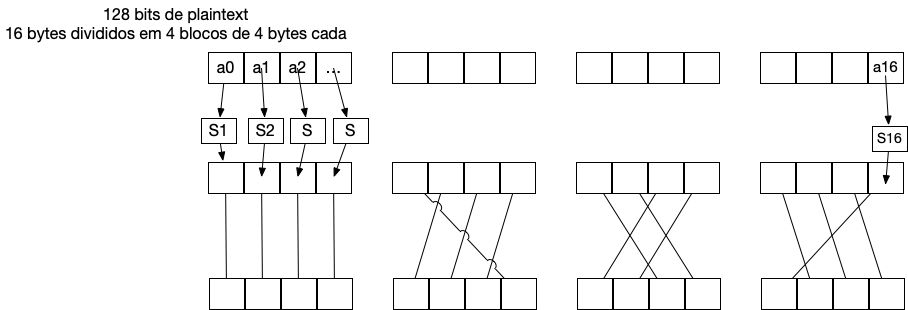 128 bits de plaintext
16 bytes divididos em 4 blocos de 4 bytes cada
a0 a1 a2 ... a16
S1 S2 S S S16